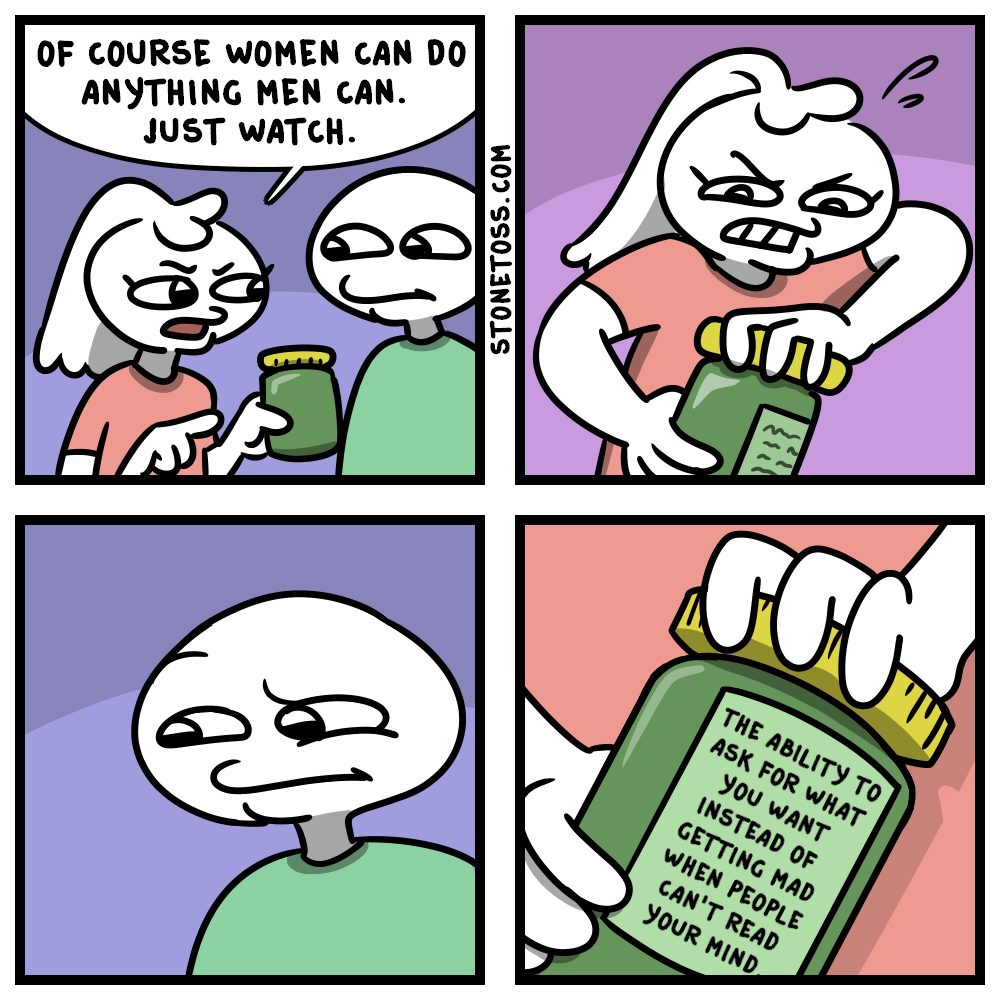 OF COURSE WOMEN CAN DO
ANYTHING MEN CAN.
JUST WATCH.
STONETOSS.COM
THE ABILITY TO
ASK FOR WHAT
YOU WANT
INSTEAD OF
GETTING MAD
WHEN PEOPLE
CAN'T READ
YOUR MIND